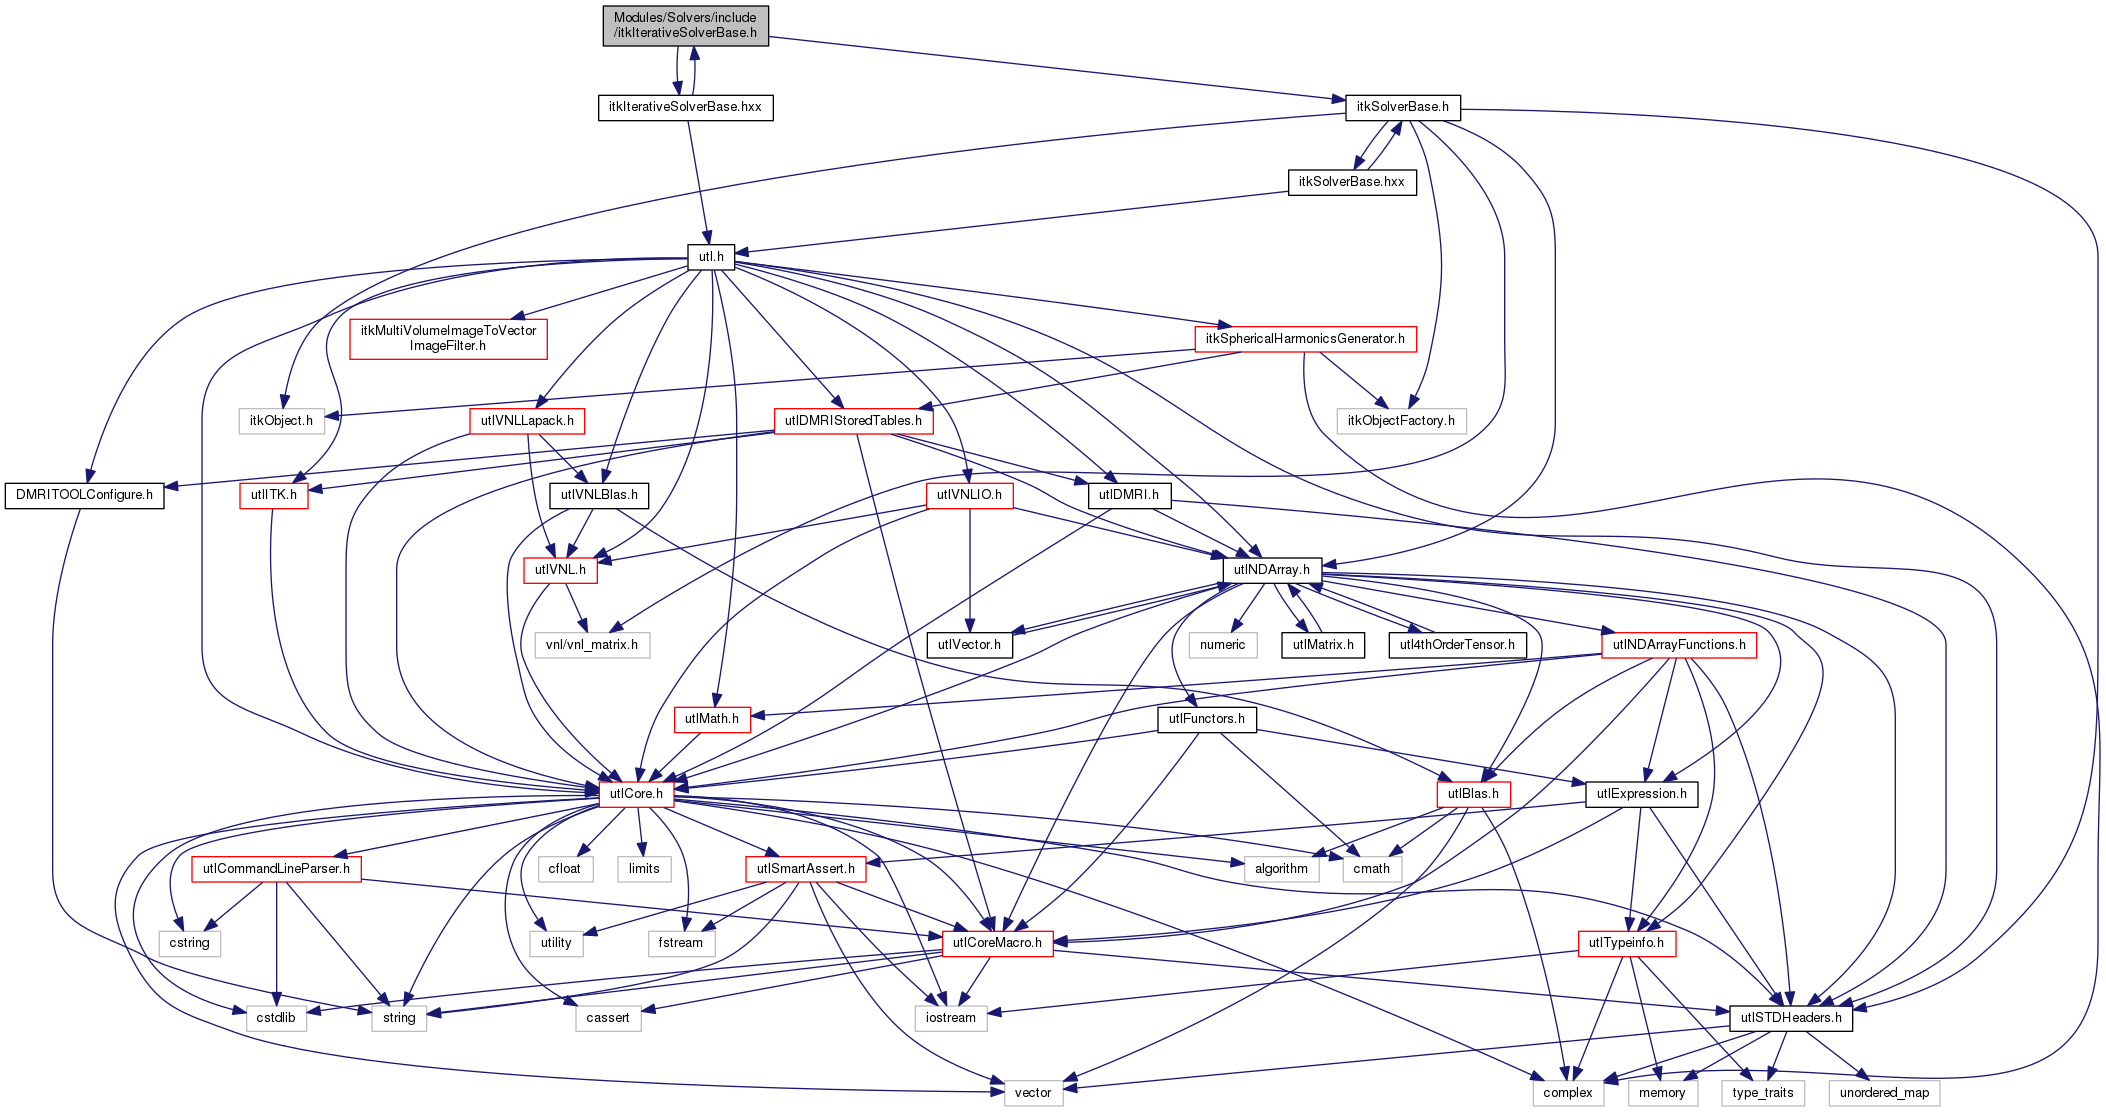 Modules/Solvers/include
/itkIterativeSolverBase.h
itkIterativeSolverBase.hxx
itkSolverBase.h
itkSolverBase.hxx
utl.h
itkMultiVolumeImageToVector
ImageFilter.h
itkSphericalHarmonicsGenerator.h
itkObject.h
utlVNLLapack.h
utlDMRIStoredTables.h
itkObjectFactory.h
DMRITOOLConfigure.h
utlITK.h
utlVNLBlas.h
utlVNLIO.h
utlDMRI.h
utlVNL.h
utlNDArray.h
vnl/vnl_matrix.h
utlVector.h
numeric
utlMatrix.h
utl4thOrderTensor.h
utlNDArrayFunctions.h
utlMath.h
utlFunctors.h
utlCore.h
utlBlas.h
utlExpression.h
utlCommandLineParser.h
cfloat
limits
utlSmartAssert.h
algorithm
cmath
cstring
utility
fstream
utlCoreMacro.h
utlTypeinfo.h
cstdlib
string
cassert
iostream
utlSTDHeaders.h
vector
complex
memory
type_traits
unordered_map